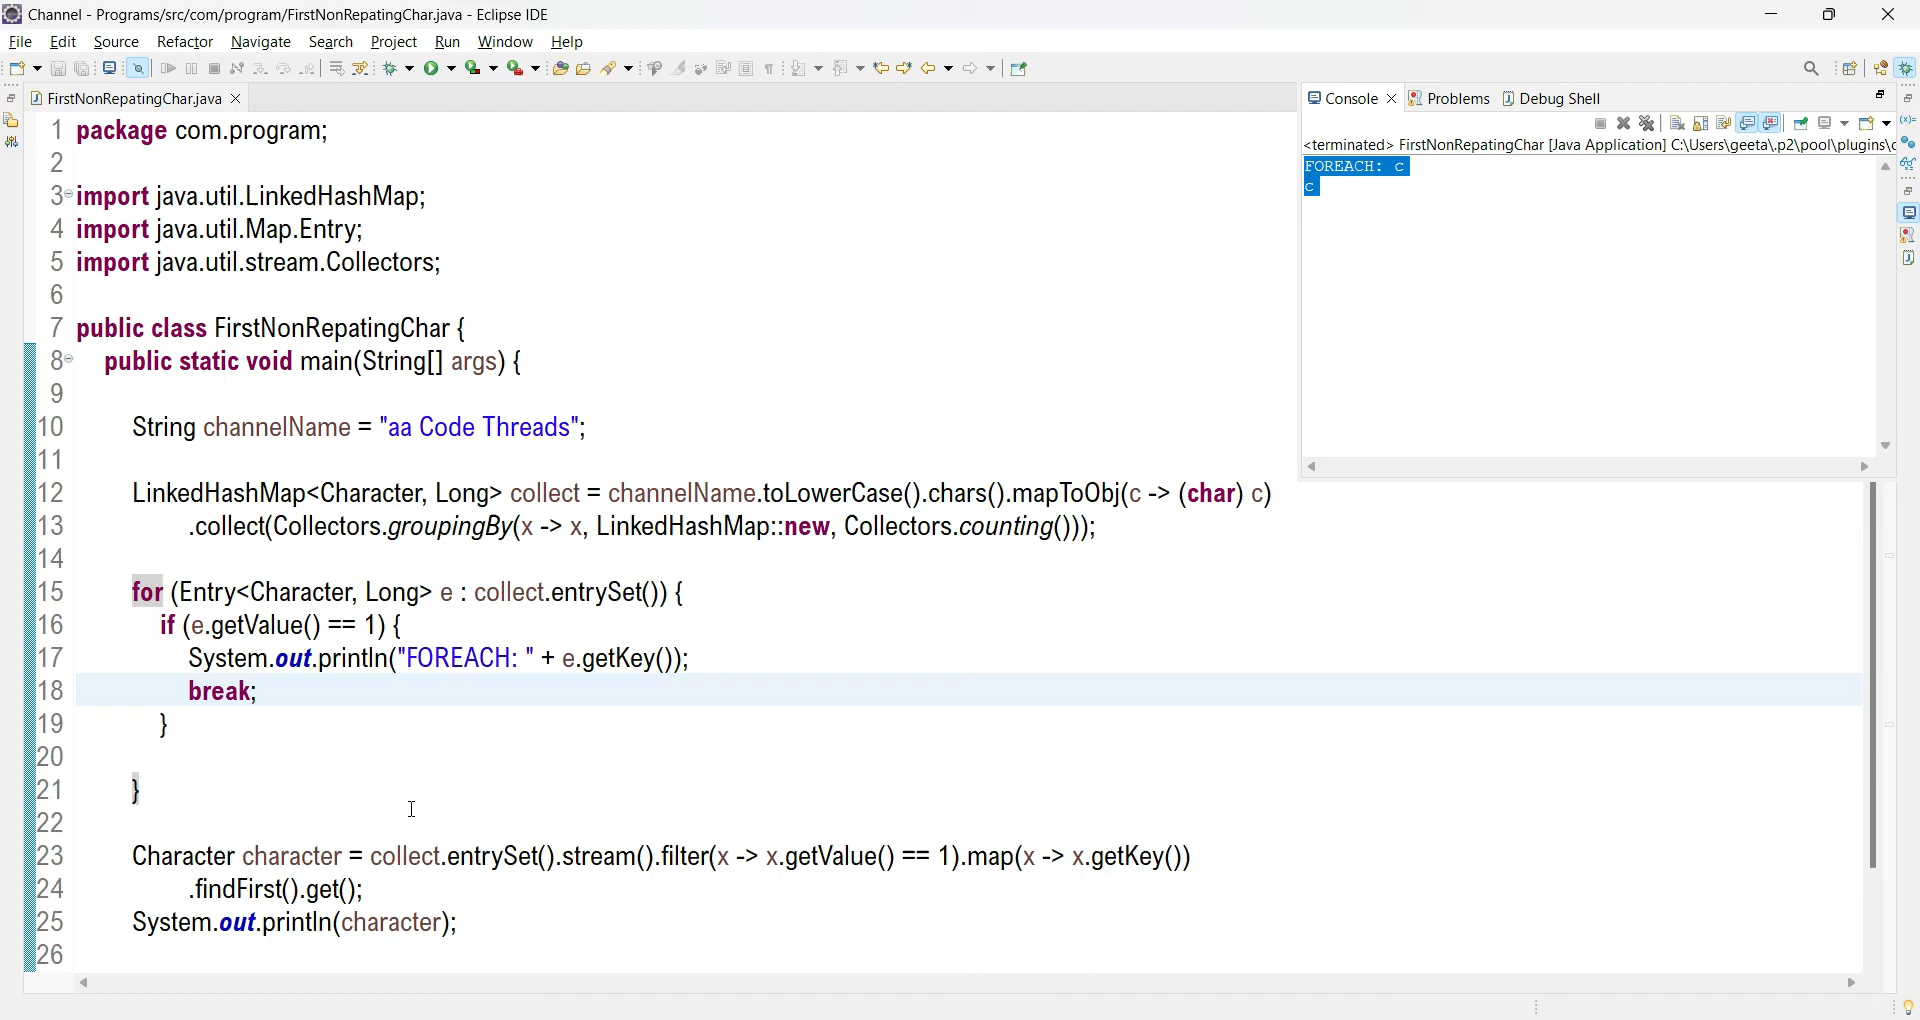 Channel - Programs/src/com/program/FirstNonRepatingChar.java - Eclipse IDE
File Edit Source Refactor Navigate Search Project Run Window Help
FirstNonRepatingChar.java
1 package com.program;
2
3 import java.util.LinkedHashMap;
4 import java.util.Map.Entry;
5 import java.util.stream.Collectors;
6
7 public class FirstNonRepatingChar {
8 public static void main(String[] args) {
9
10 String channelName = "aa Code Threads";
11
12 LinkedHashMap<Character, Long> collect = channelName.toLowerCase().chars().mapToObj(c -> (char) c)
13 .collect(Collectors.groupingBy(x -> x, LinkedHashMap::new, Collectors.counting()));
14
15 for (Entry<Character, Long> e : collect.entrySet()) {
16 if (e.getValue() == 1) {
17 System.out.println("FOREACH: " + e.getKey());
18 break;
19 }
20
21 }
22
23 Character character = collect.entrySet().stream().filter(x -> x.getValue() == 1).map(x -> x.getKey())
24 .findFirst().get();
25 System.out.println(character);
26
Console Problems Debug Shell
<terminated> FirstNonRepatingChar [Java Application] C:\Users\geeta\.p2\pool\plugins\
FOREACH: c
c